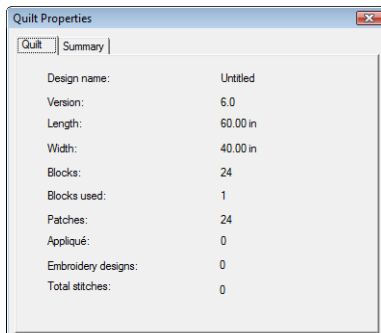 Quilt Properties
Quilt Summary
Design name: Untitled
Version: 6.0
Length: 60.00 in
Width: 40.00 in
Blocks: 24
Blocks used: 1
Patches: 24
Appliqué: 0
Embroidery designs: 0
Total stitches: 0